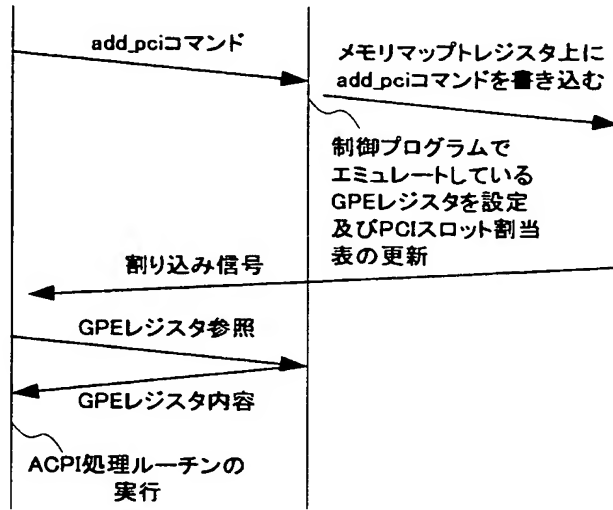 add_pciコマンド
メモリマップトレジスタ上に
add_pciコマンドを書き込む
制御プログラムで
エミュレートしている
GPEレジスタを設定
及びPCIスロット割当
表の更新
割り込み信号
GPEレジスタ参照
GPEレジスタ内容
ACPI処理ルーチンの
実行